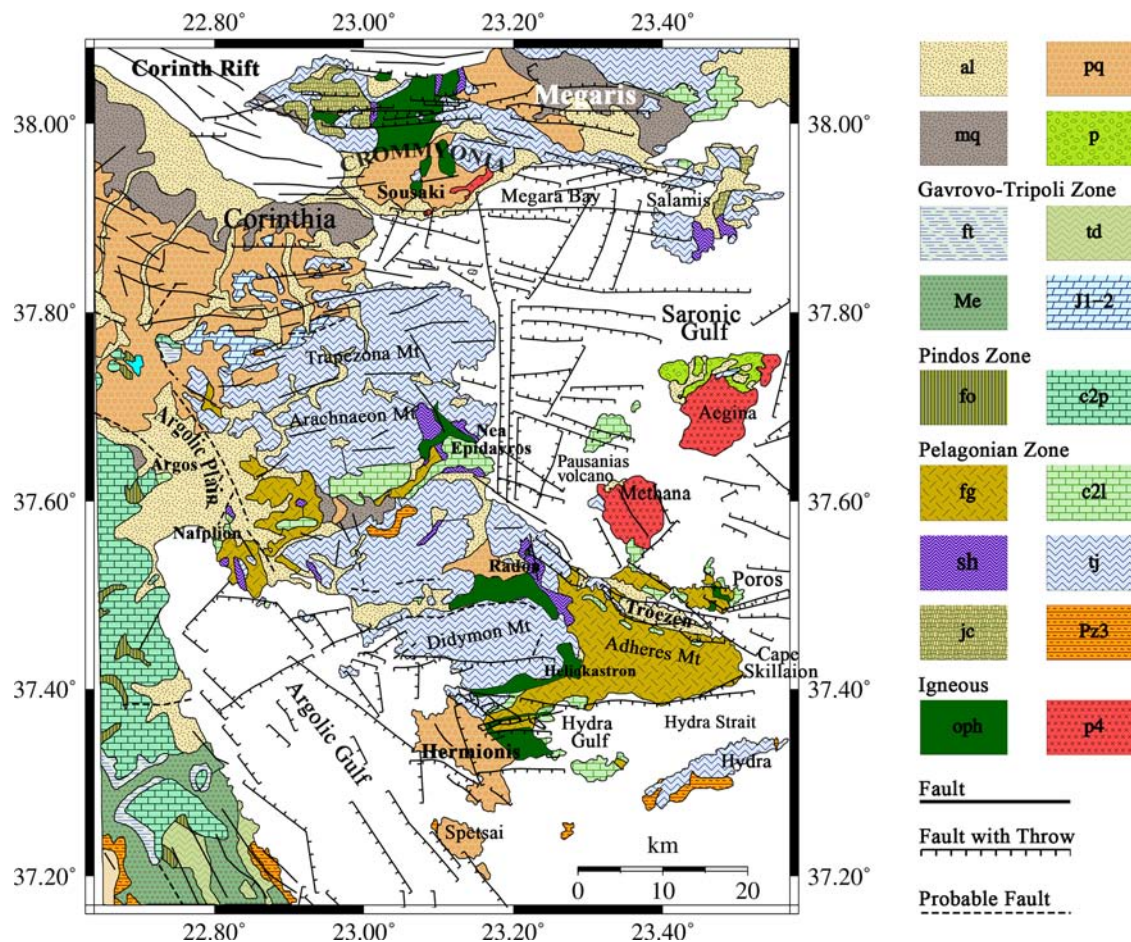 22.80° 23.00° 23.20° 23.40°
Corinth Rift
Megaris
38.00°
CROMMYONIA
Sousaki
Megara Bay
Salamis
Corinthia
37.80°
Saronic
Gulf
Trapezona Mt
Arachnaeon Mt
Aegina
Nea
Epidavros
Argolic Plain
Argos
Pausanias
volcano
Methana
37.60°
Nafplion
Radon
Poros
Troezen
Didymon Mt
Adheres Mt
Cape
Skillaion
Heliokastron
37.40°
Argolic Gulf
Hydra
Gulf
Hydra Strait
Hermionis
Hydra
Spetsai
km
0 5 10 15 20
37.20°
22.80° 23.00° 23.20° 23.40°
38.00°
37.80°
37.60°
37.40°
37.20°
al pq
mq p
Gavrovo-Tripoli Zone
ft td
Me J1-2
Pindos Zone
fo c2p
Pelagonian Zone
fg c2l
sh tj
jc Pz3
Igneous
oph p4
Fault
Fault with Throw
Probable Fault